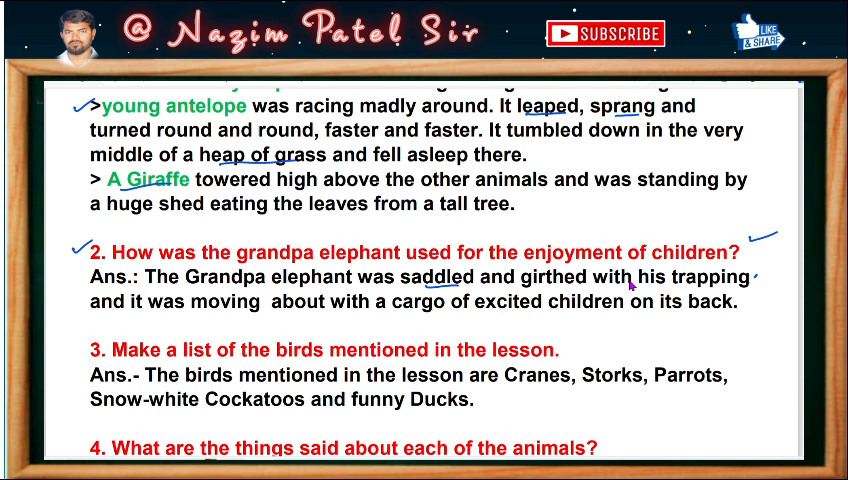 @ Nazim Patel Sir
SUBSCRIBE
LIKE
& SHARE
>young antelope was racing madly around. It leaped, sprang and
turned round and round, faster and faster. It tumbled down in the very
middle of a heap of grass and fell asleep there.
> A Giraffe towered high above the other animals and was standing by
a huge shed eating the leaves from a tall tree.
2. How was the grandpa elephant used for the enjoyment of children?
Ans.: The Grandpa elephant was saddled and girthed with his trapping
and it was moving about with a cargo of excited children on its back.
3. Make a list of the birds mentioned in the lesson.
Ans.- The birds mentioned in the lesson are Cranes, Storks, Parrots,
Snow-white Cockatoos and funny Ducks.
4. What are the things said about each of the animals?